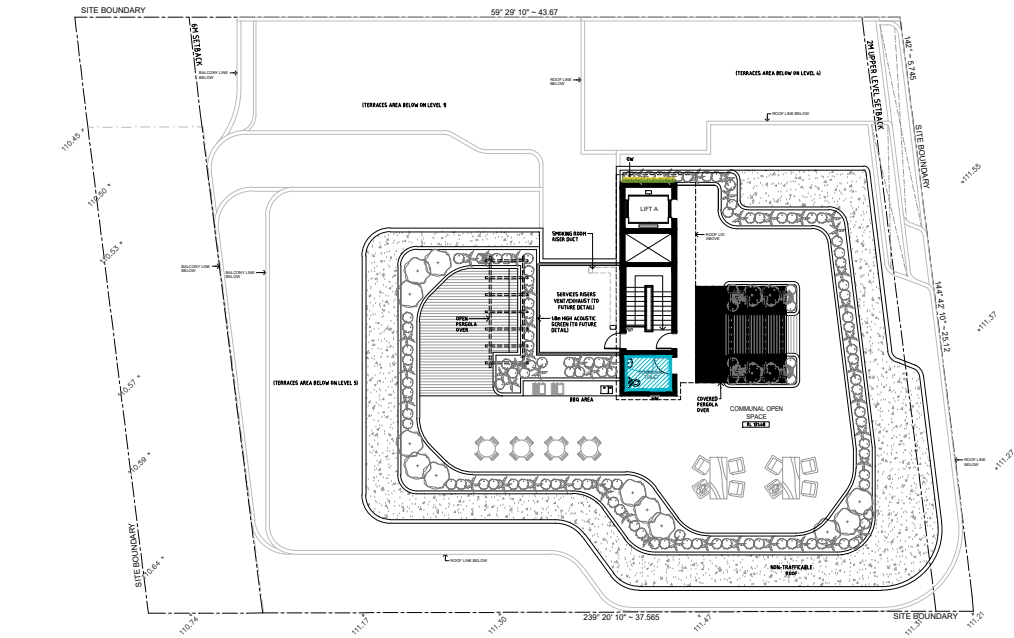 SITE BOUNDARY
59° 29' 10" ~ 43.67
6M SETBACK
2M UPPER LEVEL SETBACK
142° ~ 5.745
BALCONY LINE
BELOW
ROOF LINE
BELOW
(TERRACES AREA BELOW ON LEVEL 4)
(TERRACES AREA BELOW ON LEVEL 1)
ROOF LINE BELOW
110.45
SITE BOUNDARY
111.55
110.50
LIFT A
SMOKING ROOM
RISER DUCT
ROOF LID
ABOVE
110.53
BALCONY LINE
BELOW
BALCONY LINE
BELOW
SERVICES RISERS
VENT/EXHAUST (TO
FUTURE DETAIL)
144° 42' 10" ~ 25.12
111.37
OPEN
PERGOLA
OVER
1.8m HIGH ACOUSTIC
SCREEN (TO FUTURE
DETAIL)
110.57
(TERRACES AREA BELOW ON LEVEL 5)
BBQ AREA
COVERED
PERGOLA
OVER
COMMUNAL OPEN
SPACE
110.59
ROOF LINE
BELOW
111.27
SITE BOUNDARY
110.64
ROOF LINE BELOW
NON-TRAFFICABLE
ROOF
110.74
111.17
111.30
239° 20' 10" ~ 37.565
111.47
SITE BOUNDARY
111.31
111.21